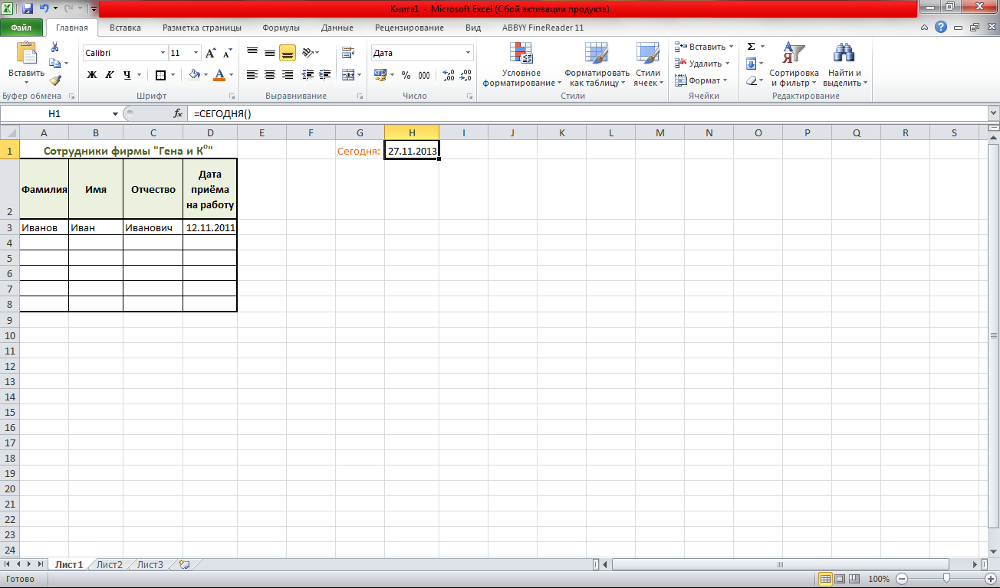 Книга1 - Microsoft Excel (Сбой активации продукта)
Файл Главная Вставка Разметка страницы Формулы Данные Рецензирование Вид ABBYY FineReader 11
Вставить
Буфер обмена
Calibri 11
Ж К Ч
Шрифт
Выравнивание
Дата
% 000
Число
Условное форматирование
Форматировать как таблицу
Стили ячеек
Стили
Вставить
Удалить
Формат
Ячейки
Σ
Сортировка и фильтр
Найти и выделить
Редактирование
H1 fx =СЕГОДНЯ()
A B C D E F G H I J K L M N O P Q R S
1 Сотрудники фирмы "Гена и Кº" Сегодня: 27.11.2013
2 Фамилия Имя Отчество Дата приёма на работу
3 Иванов Иван Иванович 12.11.2011
4
5
6
7
8
9
10
11
12
13
14
15
16
17
18
19
20
21
22
23
24
Лист1 Лист2 Лист3
Готово 100%